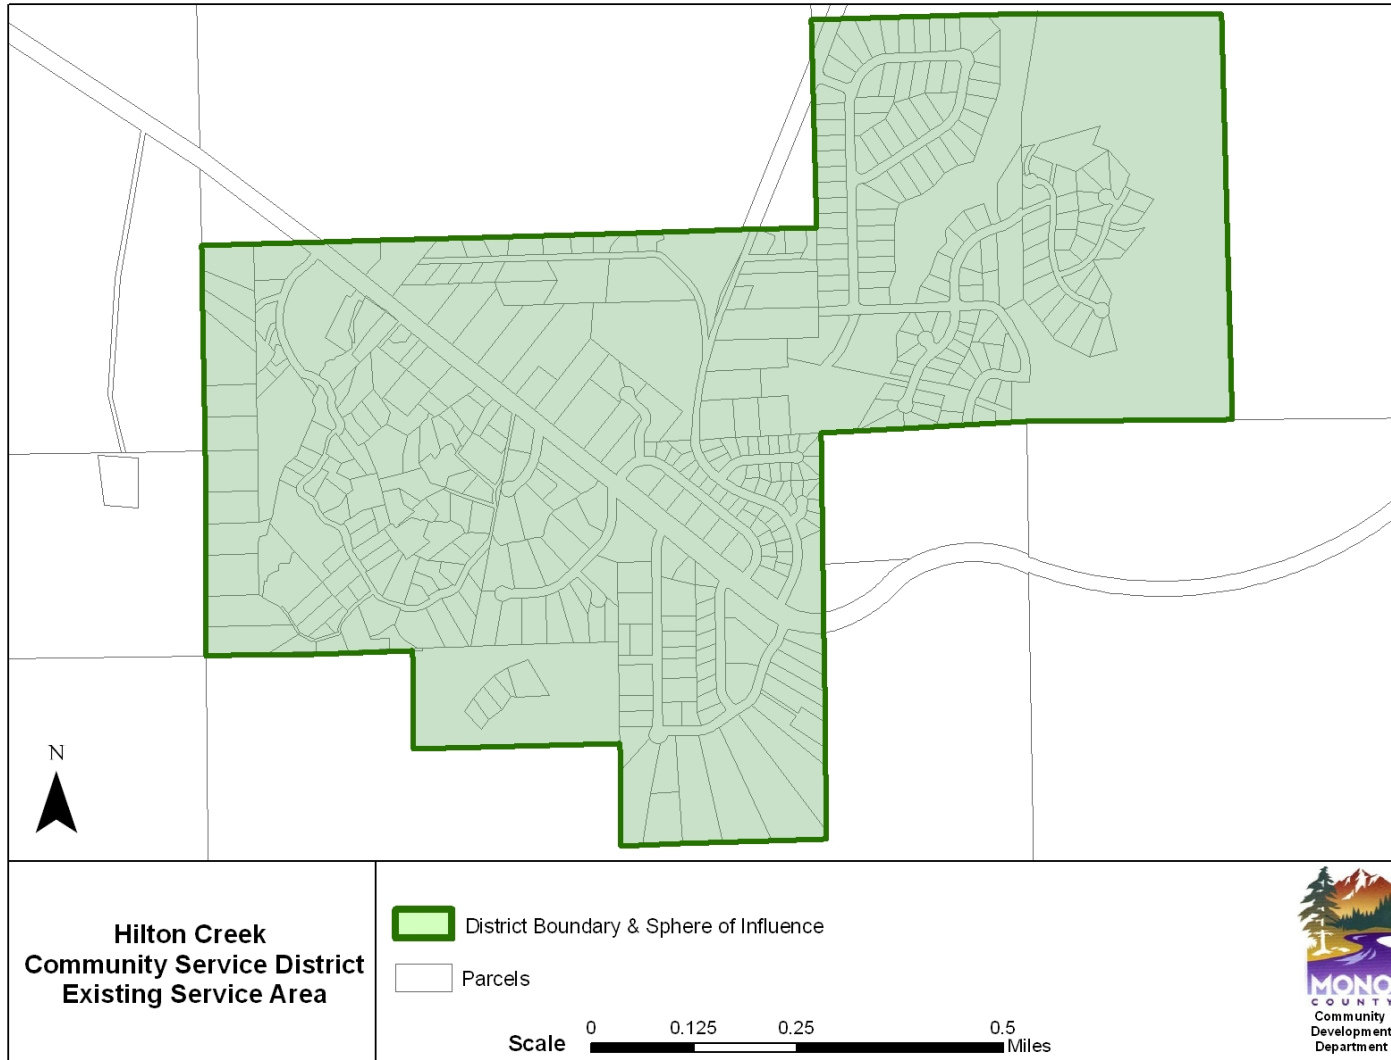 N
Hilton Creek
Community Service District
Existing Service Area
District Boundary & Sphere of Influence
Parcels
Scale
0 0.125 0.25 0.5
Miles
MONO
COUNTY
Community
Development
Department